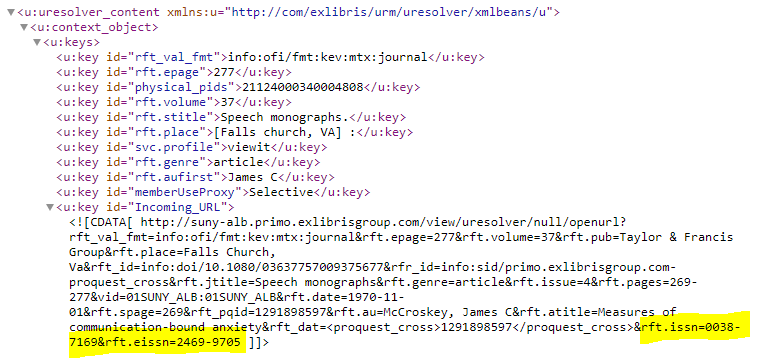 <u:uresolver_content xmlns:u="http://com/exlibris/urm/uresolver/xmlbeans/u">
<u:context_object>
<u:keys>
<u:key id="rft_val_fmt">info:ofi/fmt:kev:mtx:journal</u:key>
<u:key id="rft.epage">277</u:key>
<u:key id="physical_pids">21124000340004808</u:key>
<u:key id="rft.volume">37</u:key>
<u:key id="rft.stitle">Speech monographs.</u:key>
<u:key id="rft.place">[Falls church, VA] :</u:key>
<u:key id="svc.profile">viewit</u:key>
<u:key id="rft.genre">article</u:key>
<u:key id="rft.aufirst">James C</u:key>
<u:key id="memberUseProxy">Selective</u:key>
<u:key id="Incoming_URL">
<![CDATA[ http://suny-alb.primo.exlibrisgroup.com/view/uresolver/null/openurl?
rft_val_fmt=info:ofi/fmt:kev:mtx:journal&rft.epage=277&rft.volume=37&rft.pub=Taylor & Francis
Group&rft.place=Falls Church,
Va&rft_id=info:doi/10.1080/03637757009375677&rfr_id=info:sid/primo.exlibrisgroup.com-
proquest_cross&rft.jtitle=Speech monographs&rft.genre=article&rft.issue=4&rft.pages=269-
277&vid=01SUNY_ALB:01SUNY_ALB&rft.date=1970-11-
01&rft.spage=269&rft_pqid=1291898597&rft.au=McCroskey, James C&rft.atitle=Measures of
communication-bound anxiety&rft_dat=<proquest_cross>1291898597</proquest_cross>&rft.issn=0038-
7169&rft.eissn=2469-9705 ]]>